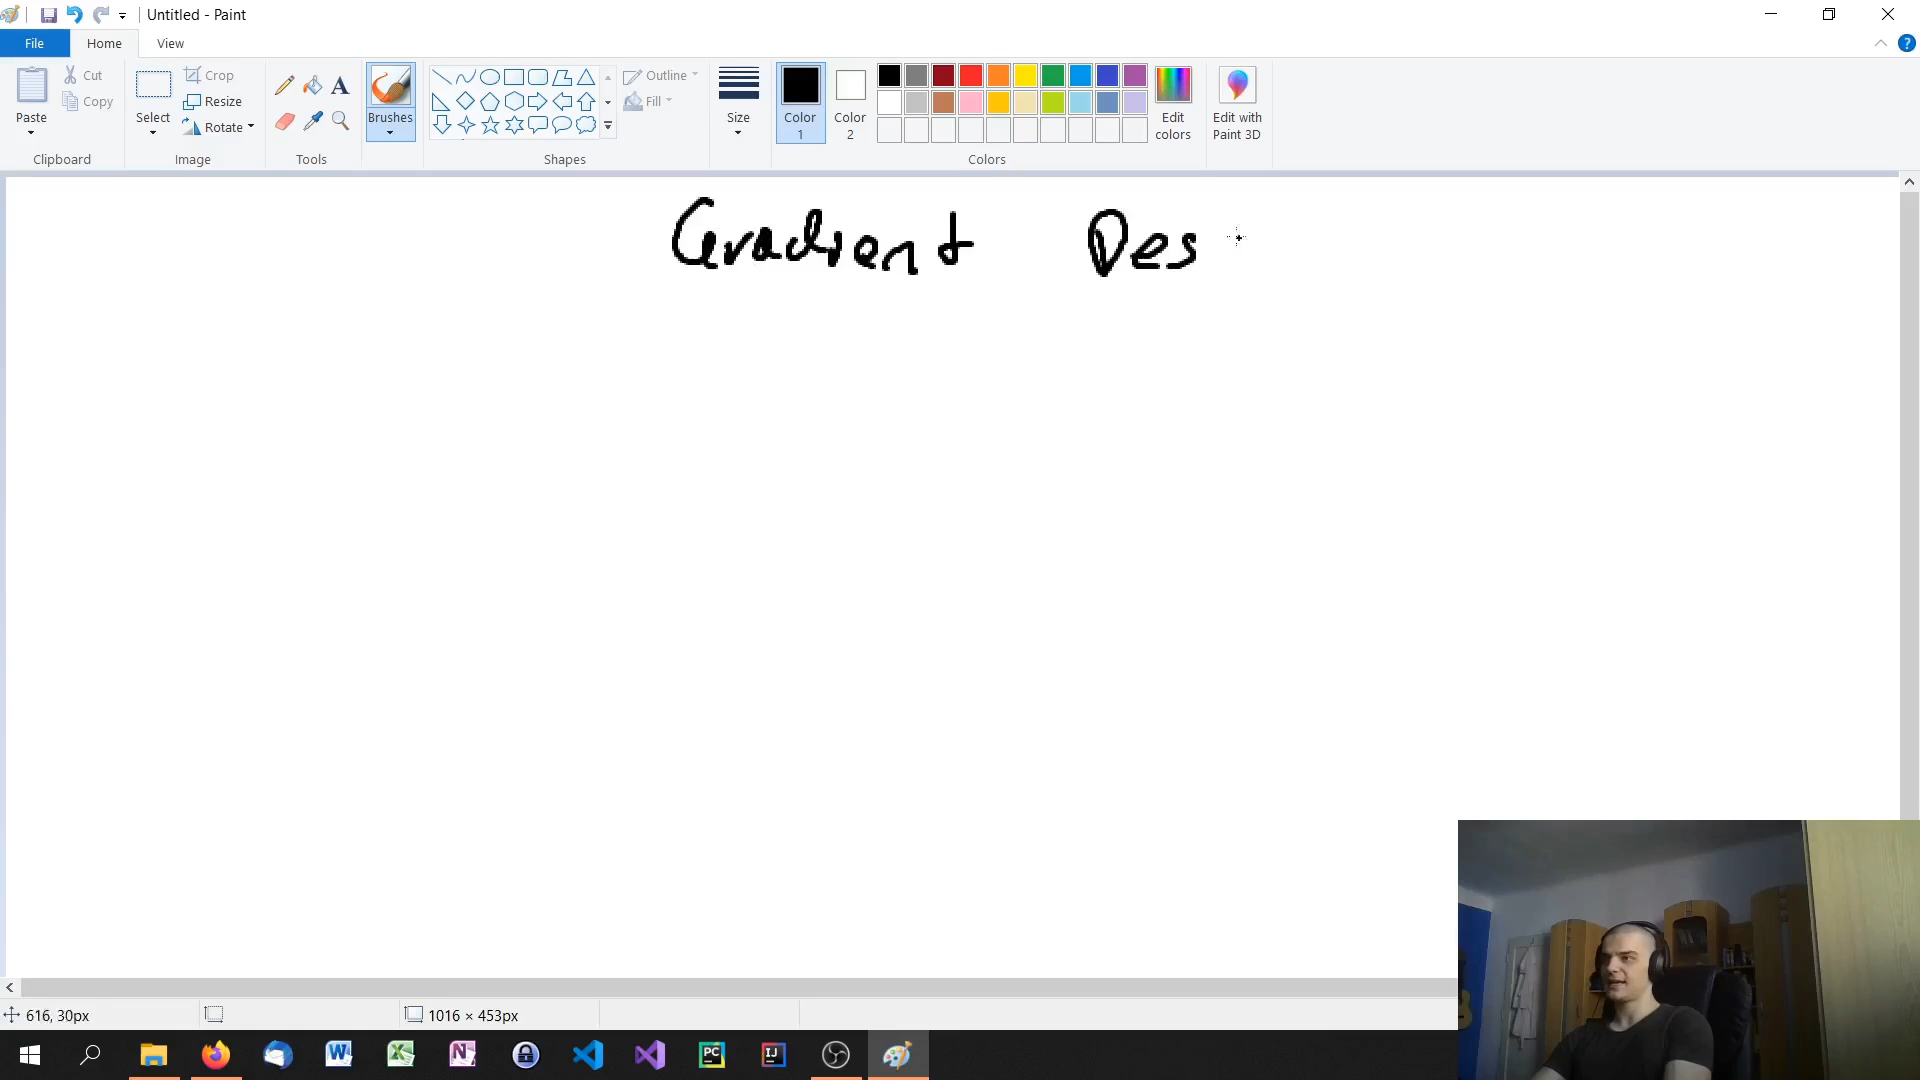 Untitled - Paint
File Home View
Paste Cut Copy Clipboard
Select Crop Resize Rotate Image
Tools
Brushes
Outline Fill Shapes
Size
Color 1 Color 2 Edit colors Colors
Edit with Paint 3D
Gradient Des
616, 30px 1016 × 453px